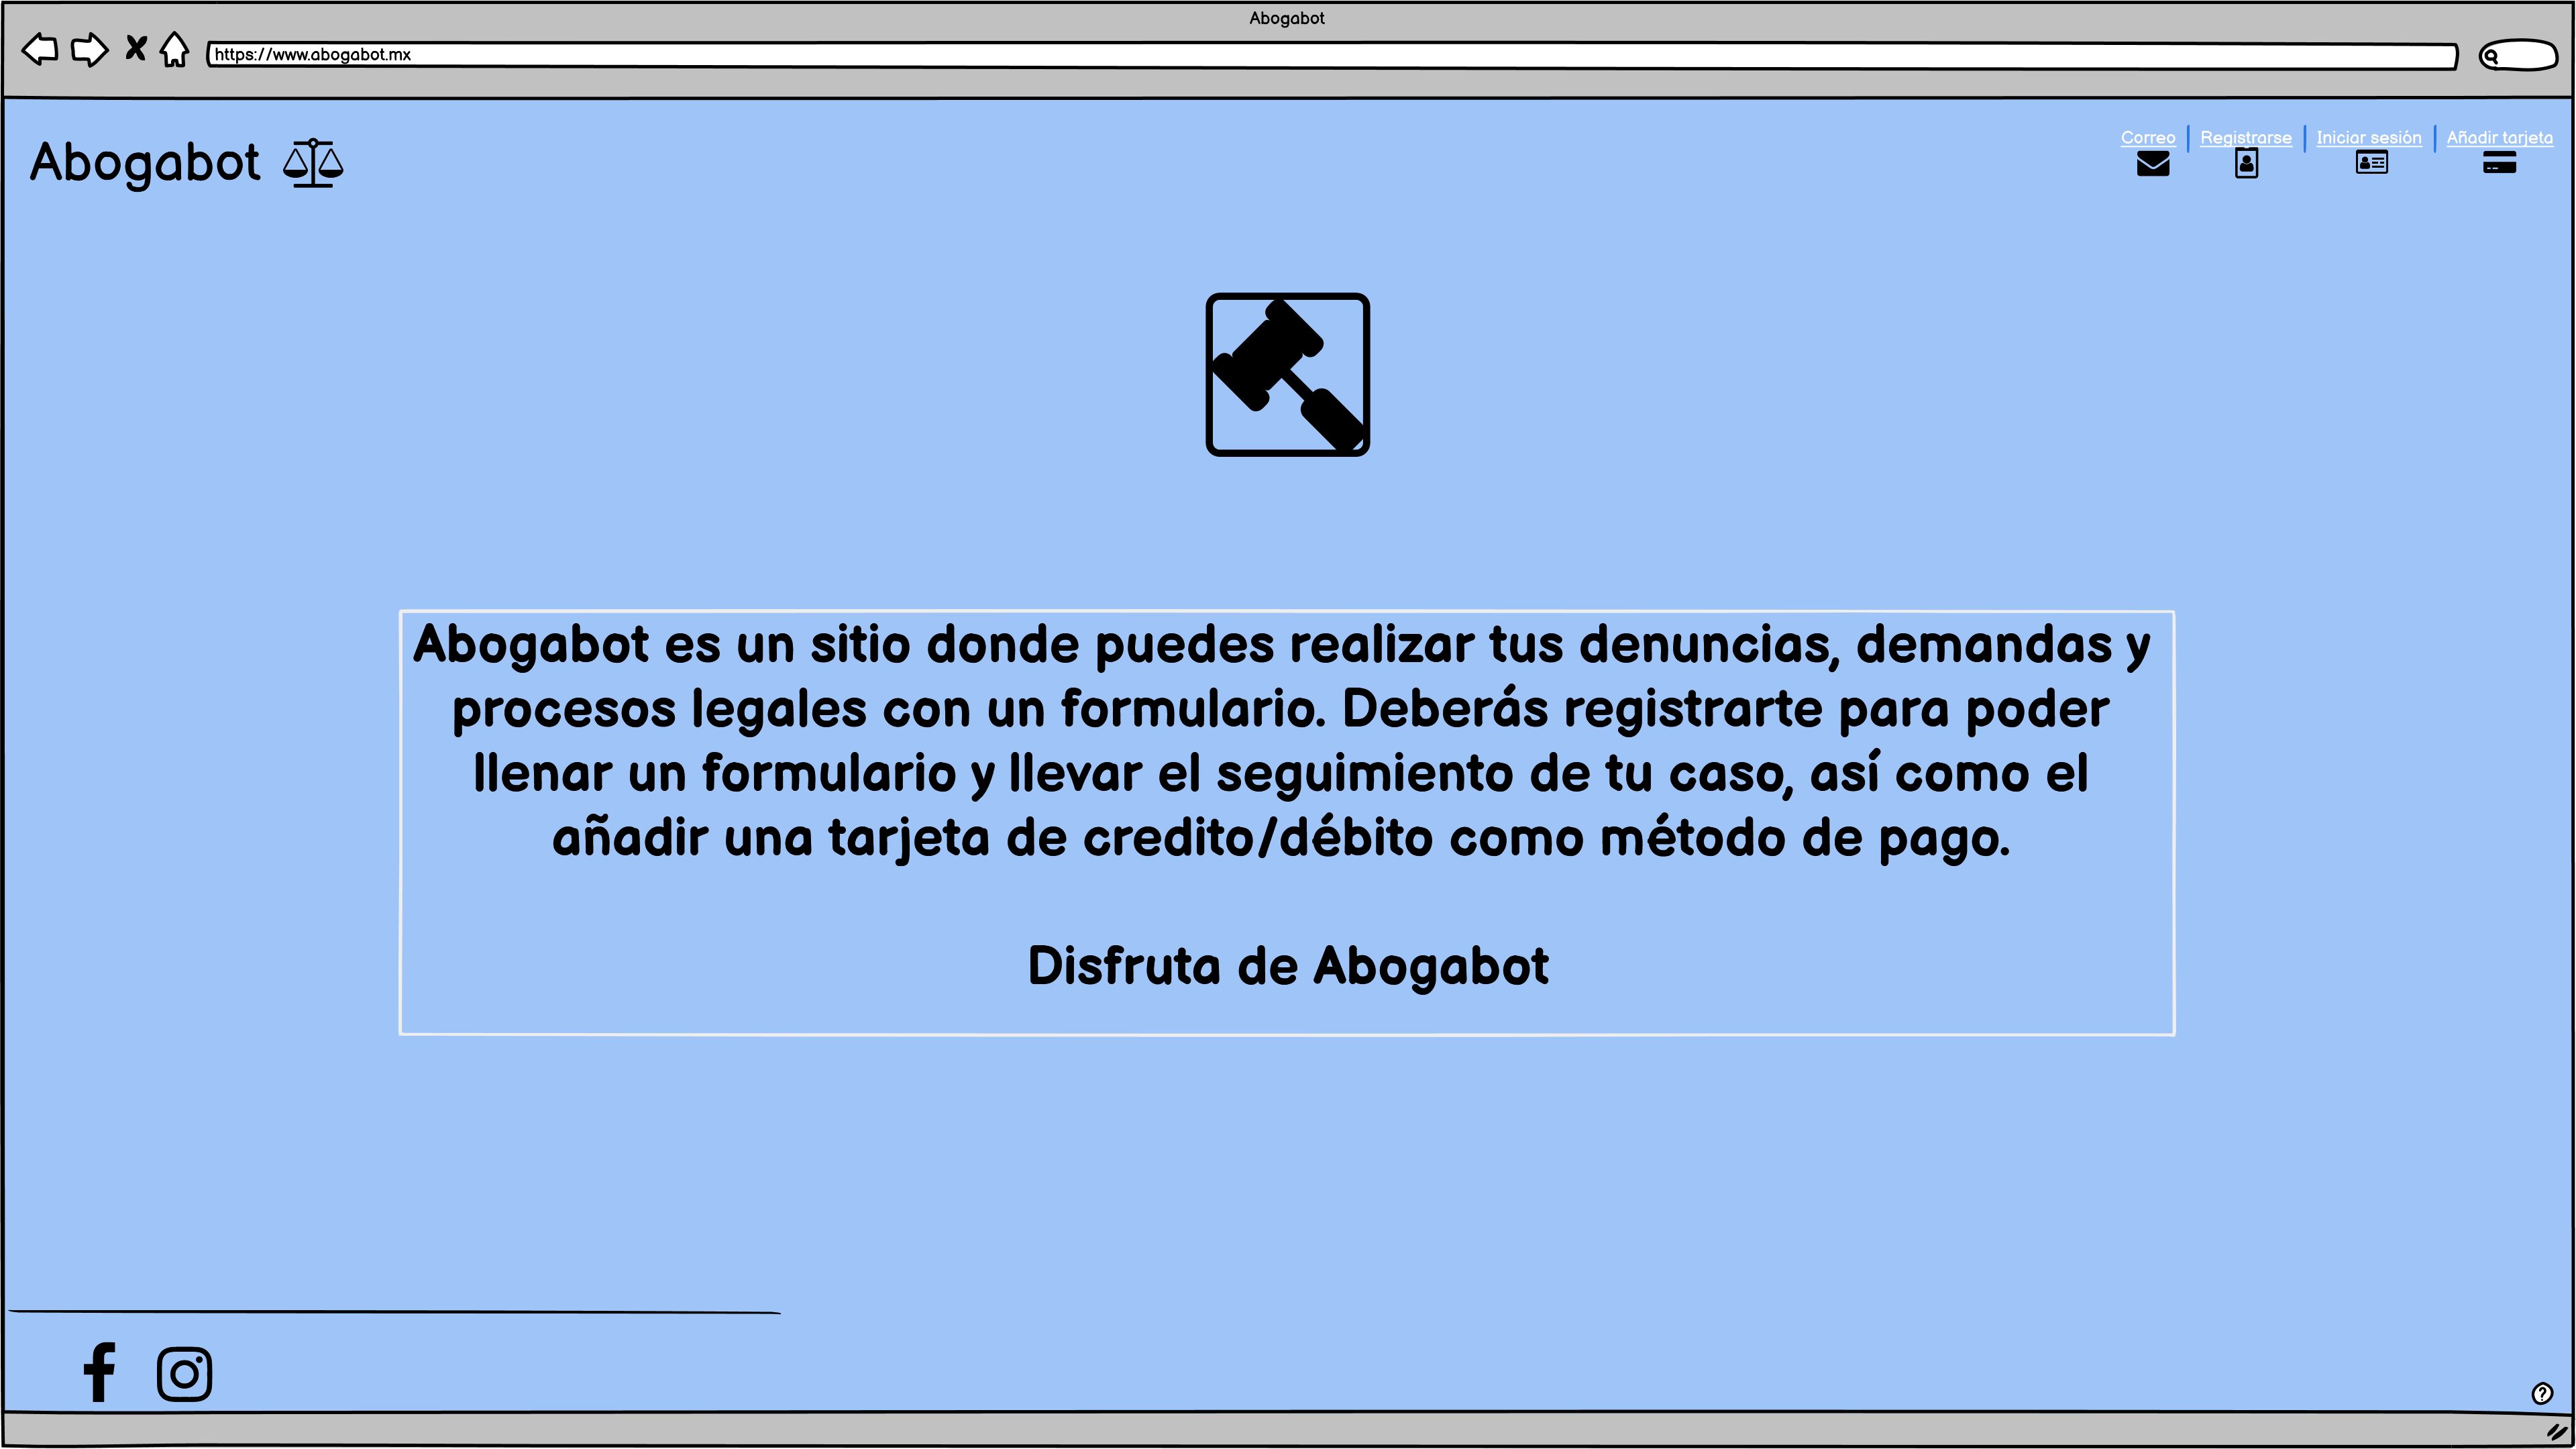 Abogabot
https://www.abogabot.mx
Abogabot
Correo Registrarse Iniciar sesión Añadir tarjeta
Abogabot es un sitio donde puedes realizar tus denuncias, demandas y
procesos legales con un formulario. Deberás registrarte para poder
llenar un formulario y llevar el seguimiento de tu caso, así como el
añadir una tarjeta de credito/débito como método de pago.
Disfruta de Abogabot
?